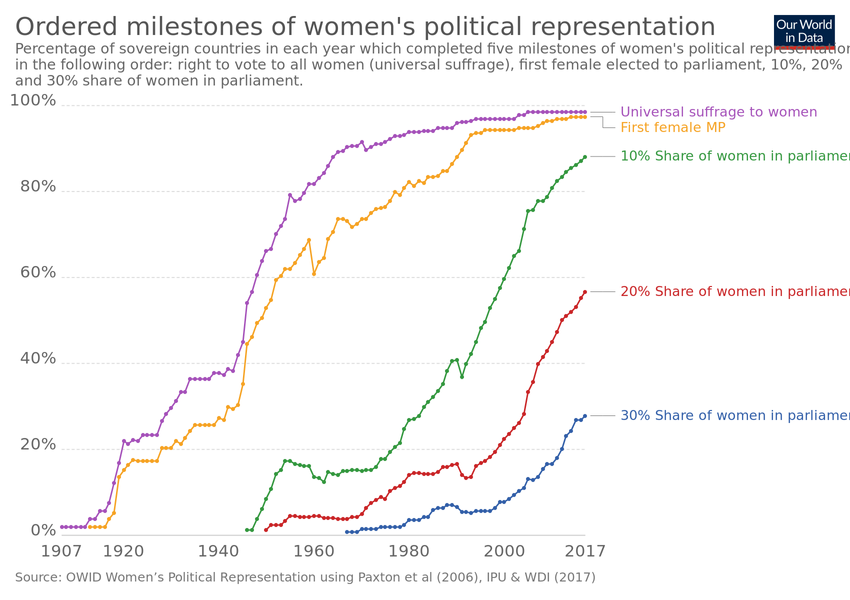 Ordered milestones of women's political representation
Our World
in Data
Percentage of sovereign countries in each year which completed five milestones of women's political representation
in the following order: right to vote to all women (universal suffrage), first female elected to parliament, 10%, 20%
and 30% share of women in parliament.
100%
Universal suffrage to women
First female MP
10% Share of women in parliamen
80%
60%
20% Share of women in parliamen
40%
30% Share of women in parliamen
20%
0%
1907 1920 1940 1960 1980 2000 2017
Source: OWID Women’s Political Representation using Paxton et al (2006), IPU & WDI (2017)